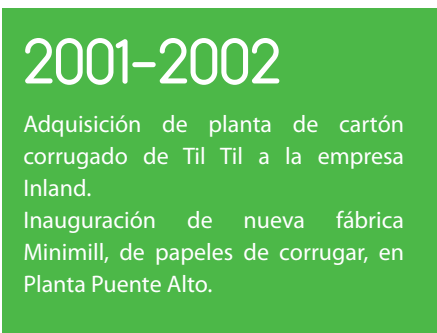 2001-2002
Adquisición de planta de cartón
corrugado de Til Til a la empresa
Inland.
Inauguración de nueva fábrica
Minimill, de papeles de corrugar, en
Planta Puente Alto.